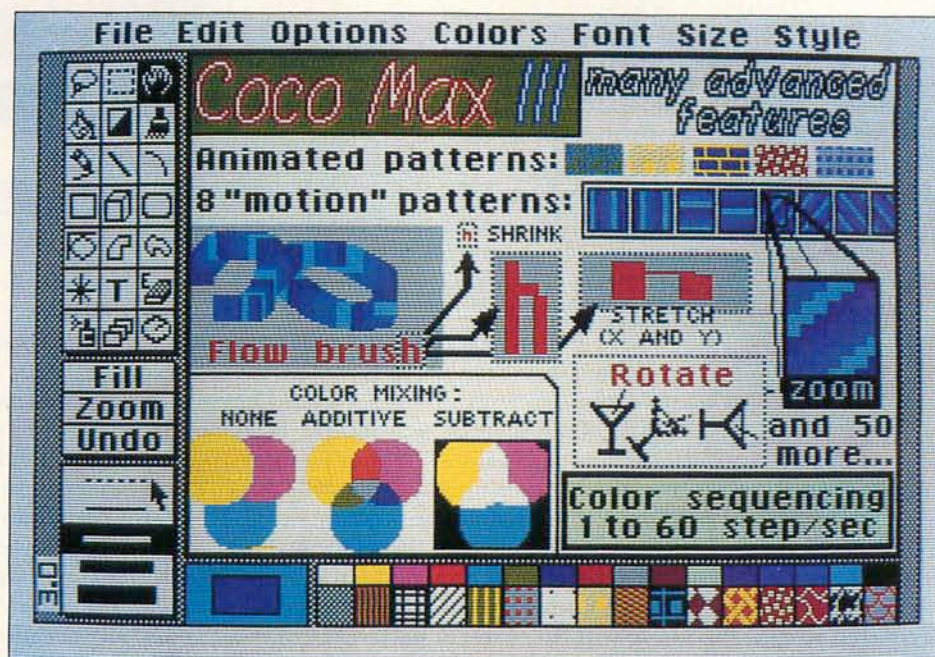 File Edit Options Colors Font Size Style
Coco Max III
many advanced
features
Animated patterns:
8 "motion" patterns:
h SHRINK
h
STRETCH
(X AND Y)
Flow brush
zoom
Rotate
and 50
more...
COLOR MIXING:
NONE ADDITIVE SUBTRACT
Color sequencing
1 to 60 step/sec
T
Fill
Zoom
Undo
3.0